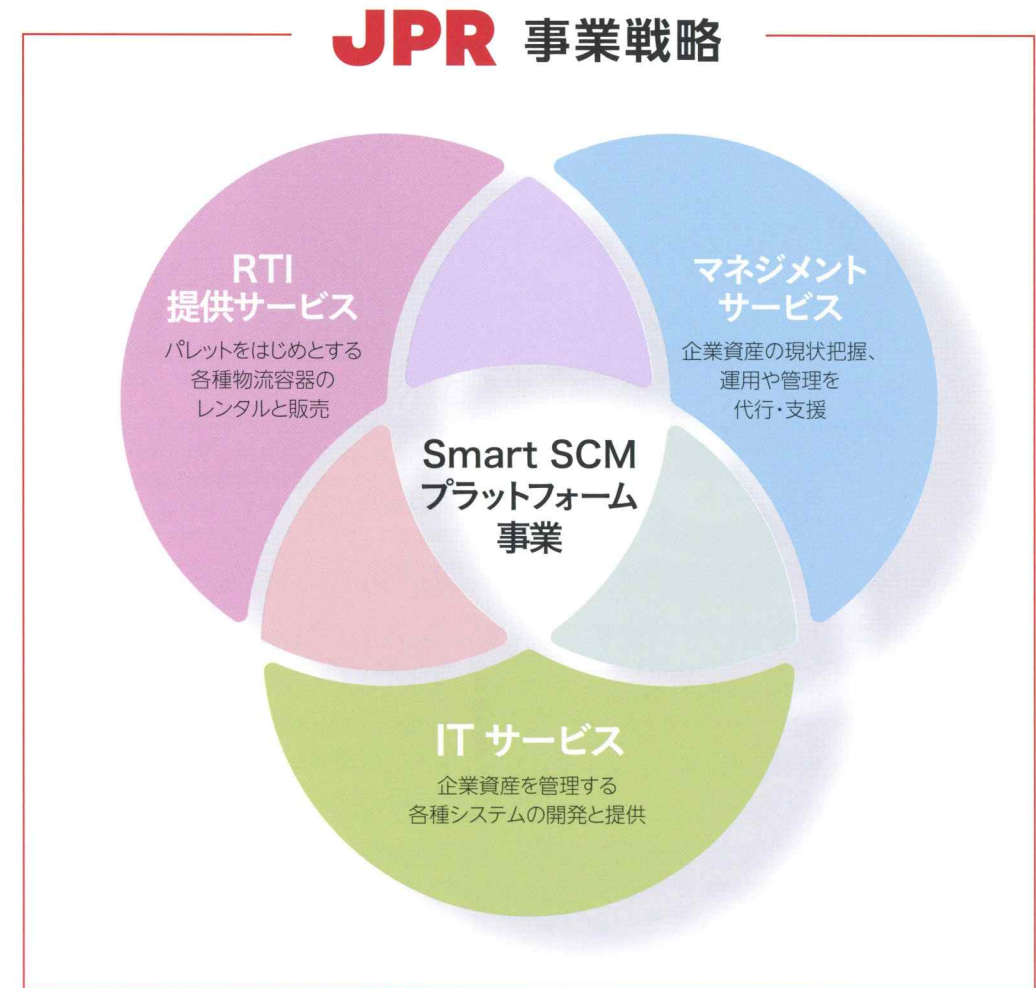 JPR 事業戦略
RTI
提供サービス
パレットをはじめとする
各種物流容器の
レンタルと販売
マネジメント
サービス
企業資産の現状把握、
運用や管理を
代行・支援
Smart SCM
プラットフォーム
事業
IT サービス
企業資産を管理する
各種システムの開発と提供